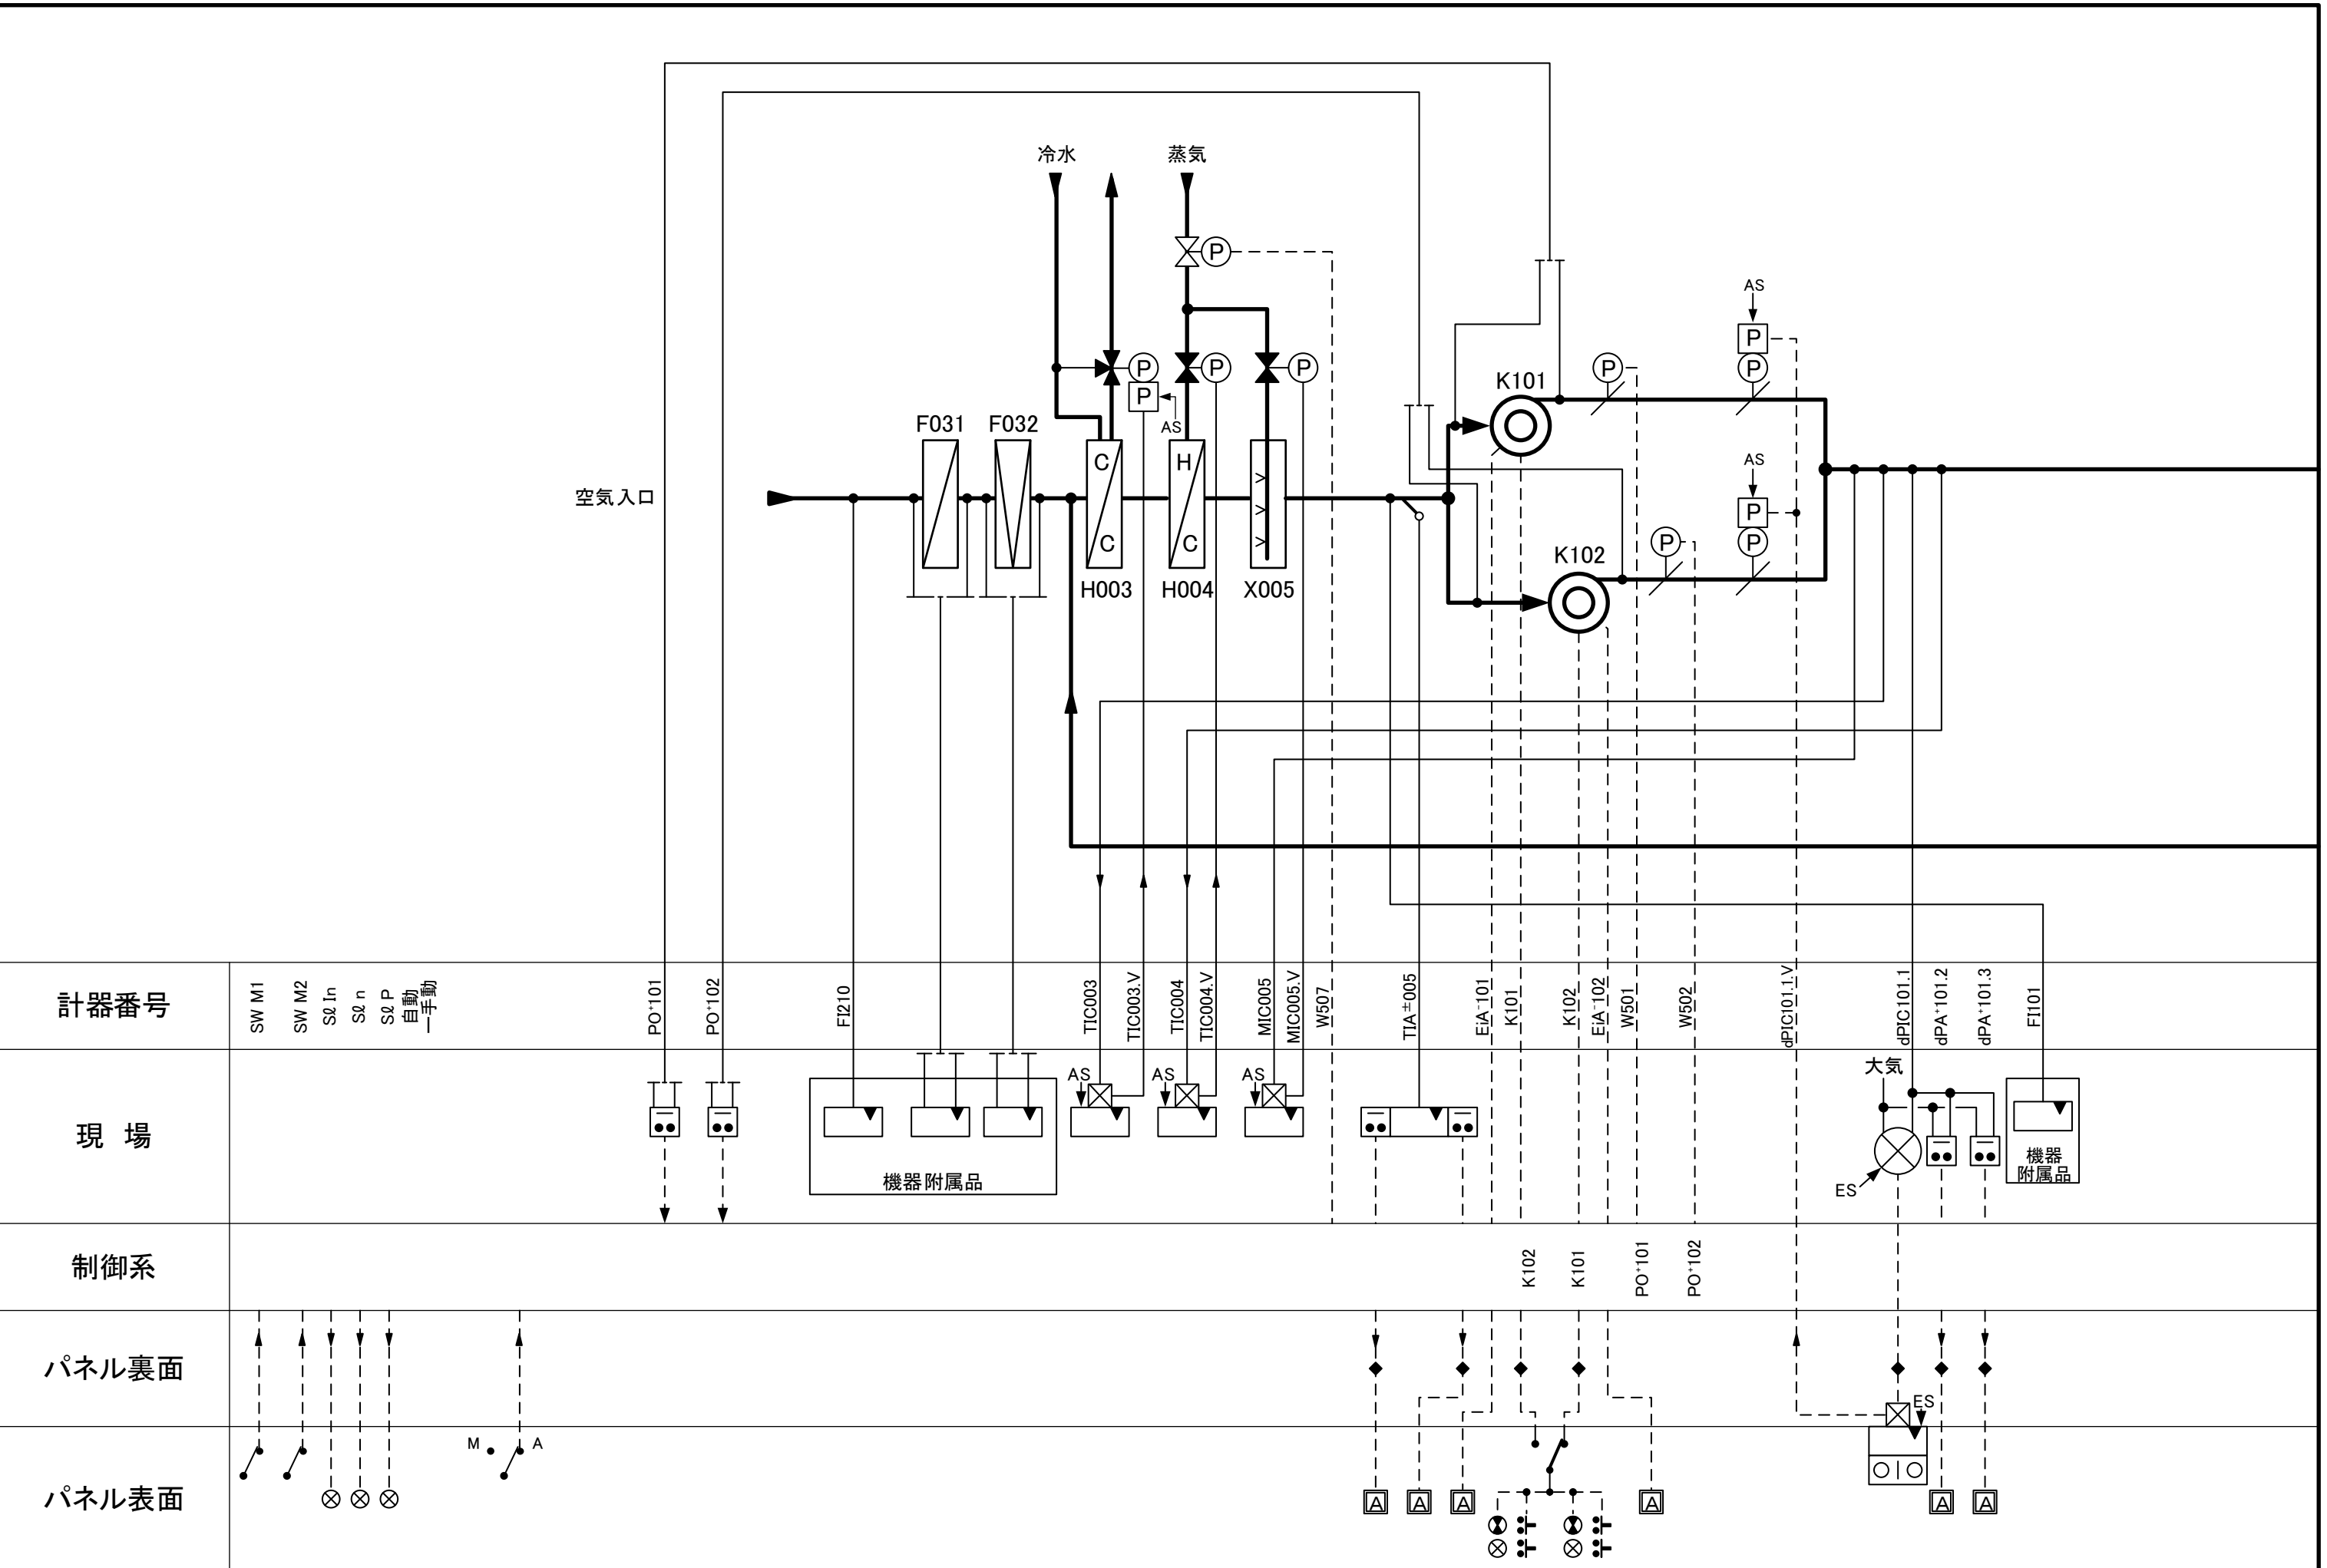 冷水
蒸気
P
AS
P
K101
P
P
P
P
P
P
P
AS
F031
F032
AS
空気入口
C
C
H
C
P
P
P
K102
H003
H004
X005
計器番号
SW M1
SW M2
Sℓ In
Sℓ n
Sℓ P
自動
ー手動
PO⁺101
PO⁺102
FI210
TIC003
TIC003.V
TIC004
TIC004.V
MIC005
MIC005.V
W507
TIA±005
EiA⁻101
K101
K102
EiA⁻102
W501
W502
dPIC101.1.V
dPIC101.1
dPA⁺101.2
dPA⁺101.3
FI101
現 場
AS
AS
AS
大気
ES
機器附属品
機器
附属品
制御系
K102
K101
PO⁺101
PO⁺102
パネル裏面
ES
パネル表面
M
A
A
A
A
A
A
A